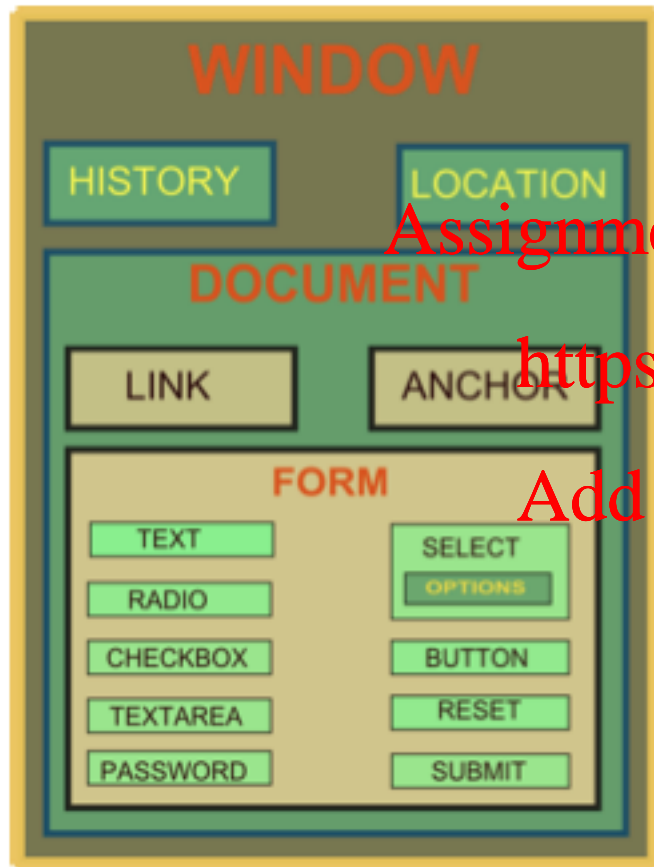 WINDOW
HISTORY
LOCATION
Assignme
DOCUMENT
https
LINK
ANCHOR
FORM
Add
TEXT
SELECT
OPTIONS
RADIO
CHECKBOX
BUTTON
TEXTAREA
RESET
PASSWORD
SUBMIT